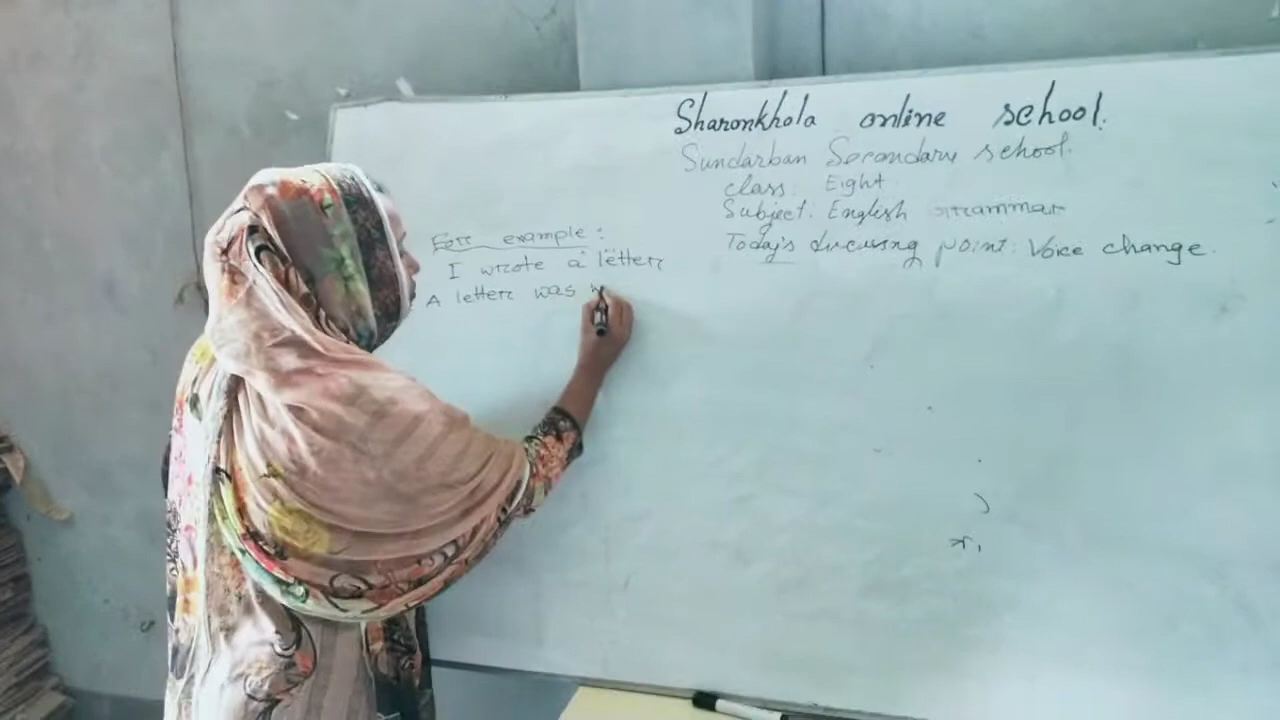 Sharonkhola online school.
Sundarban Secondary school.
class: Eight
Subject: English Grammar
Today's discussing point: Voice change.
For example:
I wrote a letter
A letter was w